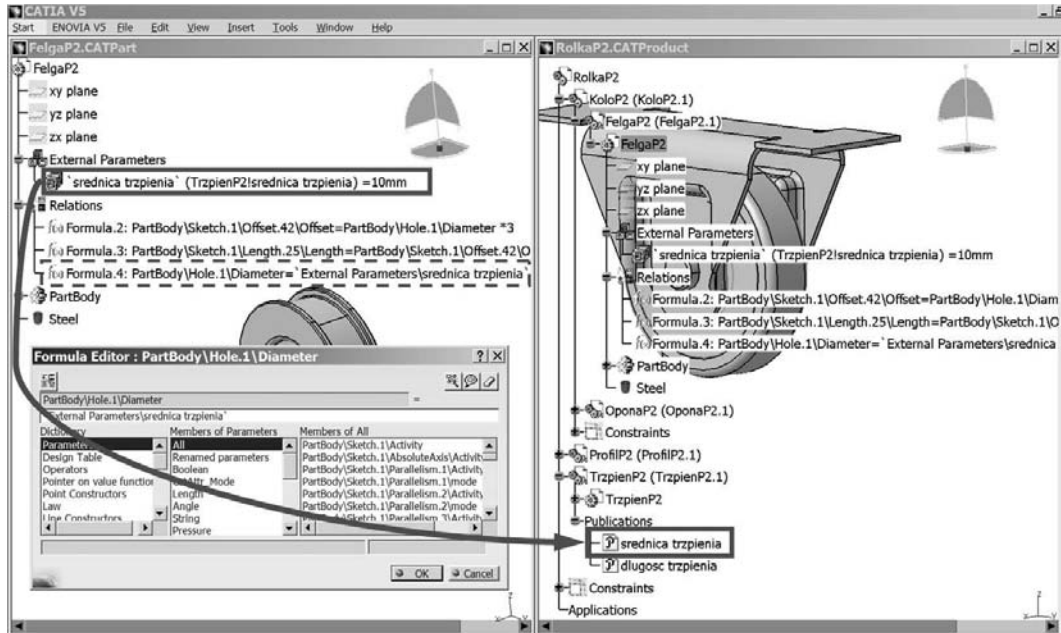 CATIA V5
Start ENOVIA V5 File Edit View Insert Tools Window Help
FelgaP2.CATPart
FelgaP2
xy plane
yz plane
zx plane
External Parameters
`srednica trzpienia` (TrzpienP2!srednica trzpienia) =10mm
Relations
f(x) Formula.2: PartBody\Sketch.1\Offset.42\Offset=PartBody\Hole.1\Diameter *3
f(x) Formula.3: PartBody\Sketch.1\Length.25\Length=PartBody\Sketch.1\Offset.42\O
f(x) Formula.4: PartBody\Hole.1\Diameter=`External Parameters\srednica trzpienia`
PartBody
Steel
Formula Editor : PartBody\Hole.1\Diameter
PartBody\Hole.1\Diameter =
`External Parameters\srednica trzpienia`
Dictionary Members of Parameters Members of All
Parameters All PartBody\Sketch.1\Activity
Design Table Renamed parameters PartBody\Sketch.1\AbsoluteAxis\Activit
Operators Boolean PartBody\Sketch.1\Parallelism.1\Activity
Pointer on value function Attr_Mode PartBody\Sketch.1\Parallelism.1\mode
Point Constructors Length PartBody\Sketch.1\Parallelism.2\Activity
Law Angle PartBody\Sketch.1\Parallelism.2\mode
Line Constructors String PartBody\Sketch.1\Parallelism.3\Activity
Pressure
OK Cancel
z
x y
RolkaP2.CATProduct
RolkaP2
KoloP2 (KoloP2.1)
FelgaP2 (FelgaP2.1)
FelgaP2
xy plane
yz plane
zx plane
External Parameters
`srednica trzpienia` (TrzpienP2!srednica trzpienia) =10mm
Relations
f(x) Formula.2: PartBody\Sketch.1\Offset.42\Offset=PartBody\Hole.1\Diam
f(x) Formula.3: PartBody\Sketch.1\Length.25\Length=PartBody\Sketch.1\O
f(x) Formula.4: PartBody\Hole.1\Diameter=`External Parameters\srednica
PartBody
Steel
OponaP2 (OponaP2.1)
Constraints
ProfilP2 (ProfilP2.1)
TrzpienP2 (TrzpienP2.1)
TrzpienP2
Publications
srednica trzpienia
dlugosc trzpienia
Constraints
Applications
z
x y